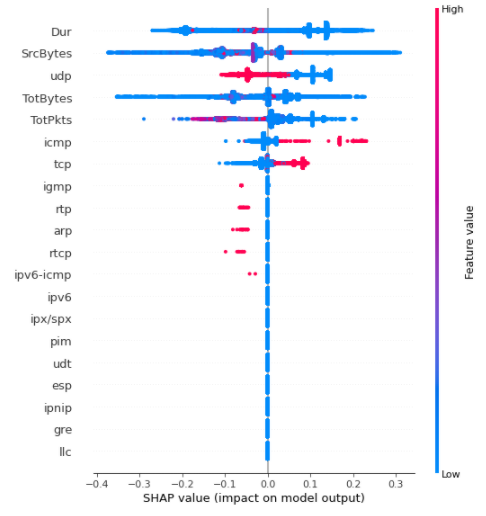 High
Dur
SrcBytes
udp
TotBytes
TotPkts
icmp
tcp
igmp
rtp
arp
rtcp
ipv6-icmp
ipv6
ipx/spx
pim
udt
esp
ipnip
gre
llc
Feature value
Low
−0.4 −0.3 −0.2 −0.1 0.0 0.1 0.2 0.3
SHAP value (impact on model output)